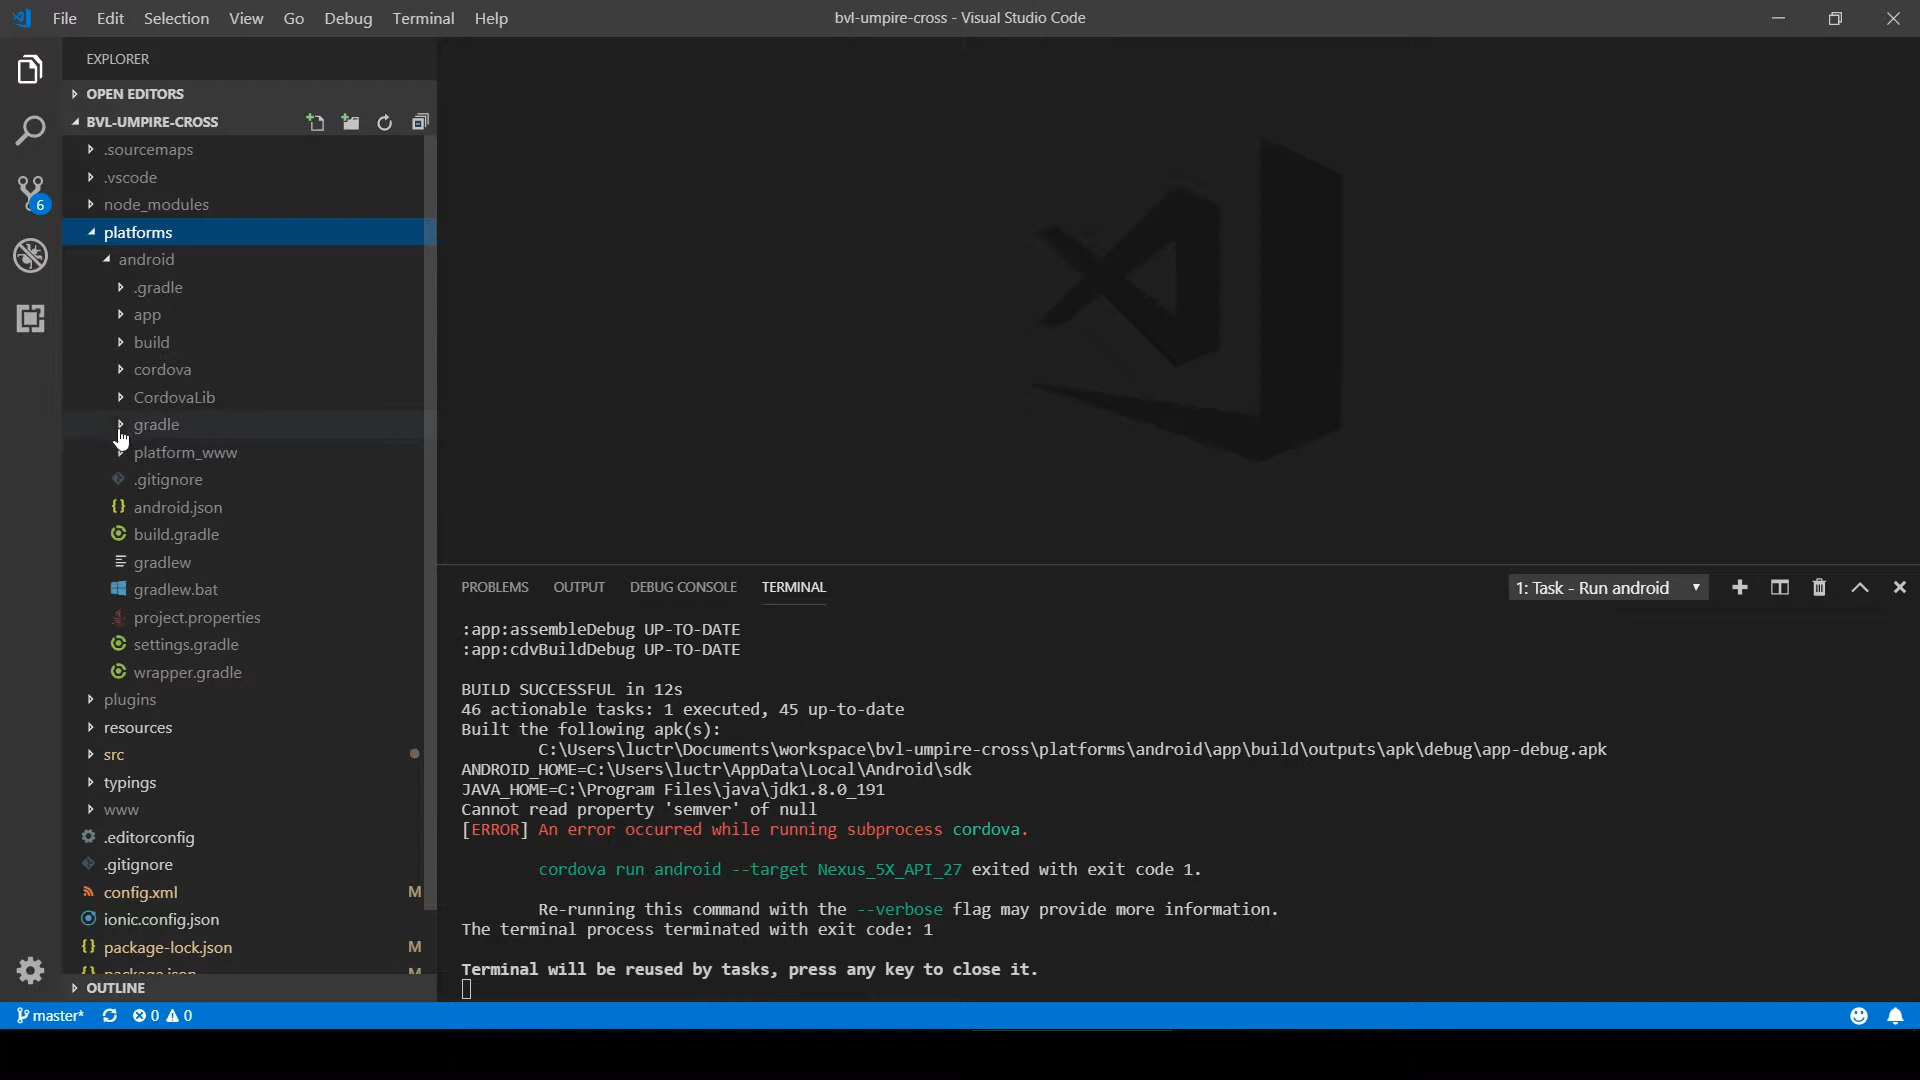 File Edit Selection View Go Debug Terminal Help
bvl-umpire-cross - Visual Studio Code
EXPLORER
OPEN EDITORS
BVL-UMPIRE-CROSS
.sourcemaps
.vscode
node_modules
6
platforms
android
.gradle
app
build
cordova
CordovaLib
gradle
platform_www
.gitignore
android.json
build.gradle
gradlew
gradlew.bat
project.properties
settings.gradle
wrapper.gradle
plugins
resources
src
typings
www
.editorconfig
.gitignore
config.xml M
ionic.config.json
package-lock.json M
package.json M
OUTLINE
PROBLEMS OUTPUT DEBUG CONSOLE TERMINAL
1: Task - Run android
:app:assembleDebug UP-TO-DATE
:app:cdvBuildDebug UP-TO-DATE
BUILD SUCCESSFUL in 12s
46 actionable tasks: 1 executed, 45 up-to-date
Built the following apk(s):
C:\Users\luctr\Documents\workspace\bvl-umpire-cross\platforms\android\app\build\outputs\apk\debug\app-debug.apk
ANDROID_HOME=C:\Users\luctr\AppData\Local\Android\sdk
JAVA_HOME=C:\Program Files\java\jdk1.8.0_191
Cannot read property 'semver' of null
[ERROR] An error occurred while running subprocess cordova.
cordova run android --target Nexus_5X_API_27 exited with exit code 1.
Re-running this command with the --verbose flag may provide more information.
The terminal process terminated with exit code: 1
Terminal will be reused by tasks, press any key to close it.
master* 0 0